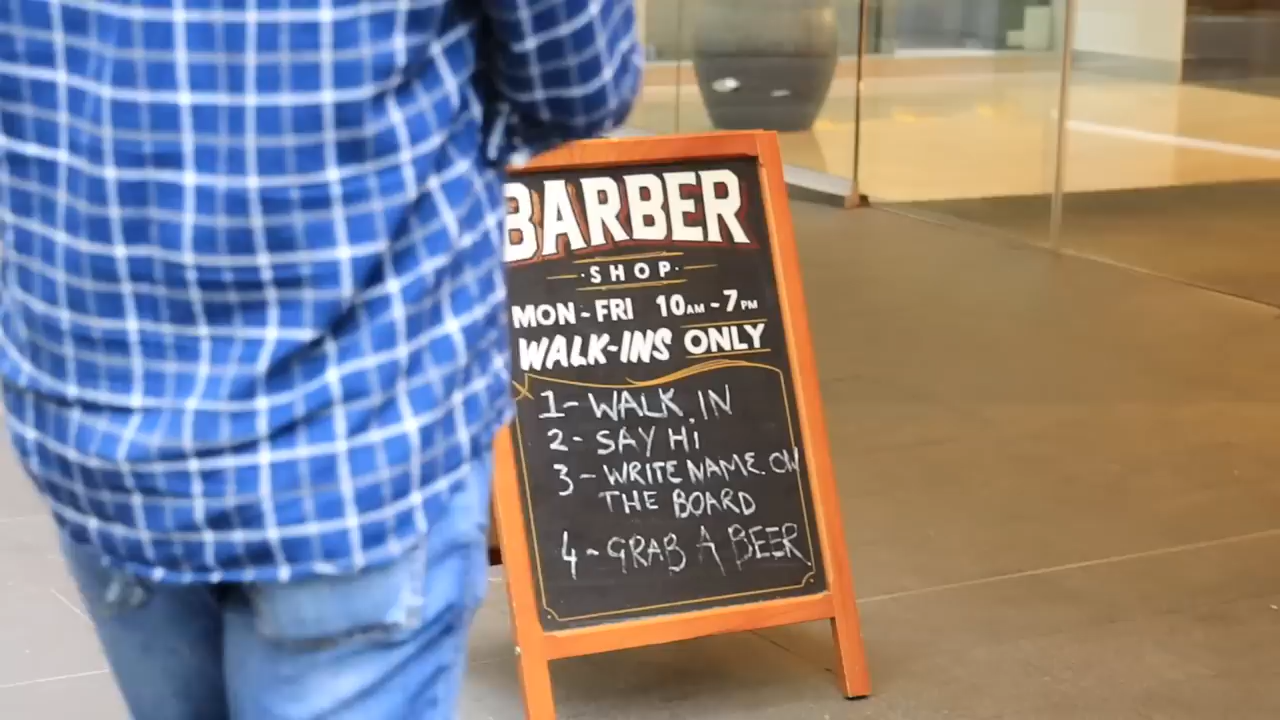 BARBER
·SHOP·
MON-FRI 10AM-7PM
WALK-INS ONLY
1- WALK IN
2- SAY Hi
3- WRITE NAME ON
THE BOARD
4- GRAB A BEER